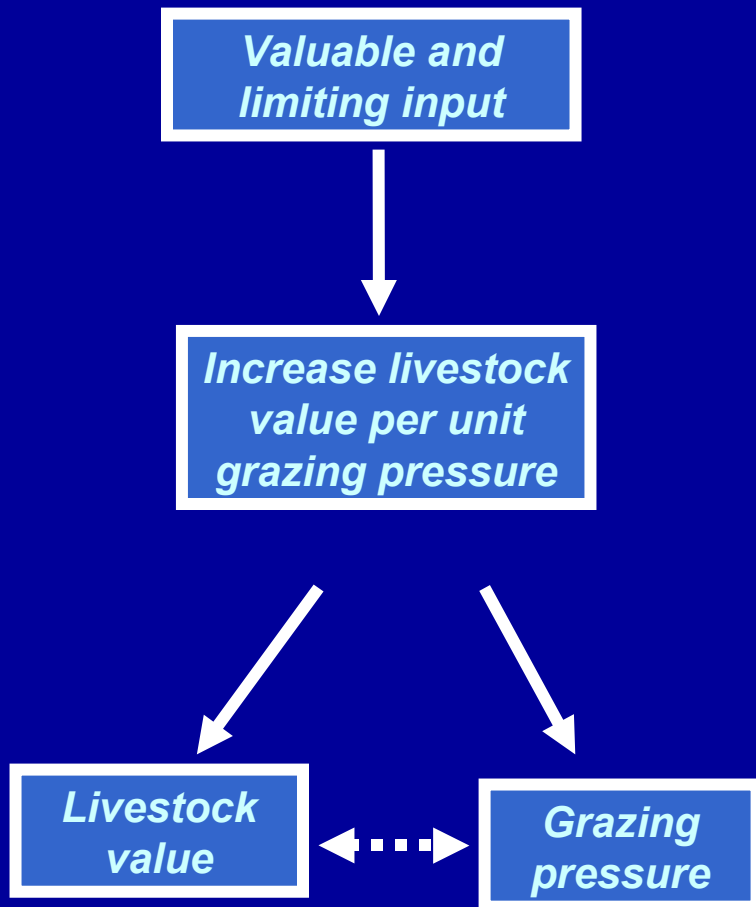 Valuable and
limiting input
Increase livestock
value per unit
grazing pressure
Livestock
value
Grazing
pressure